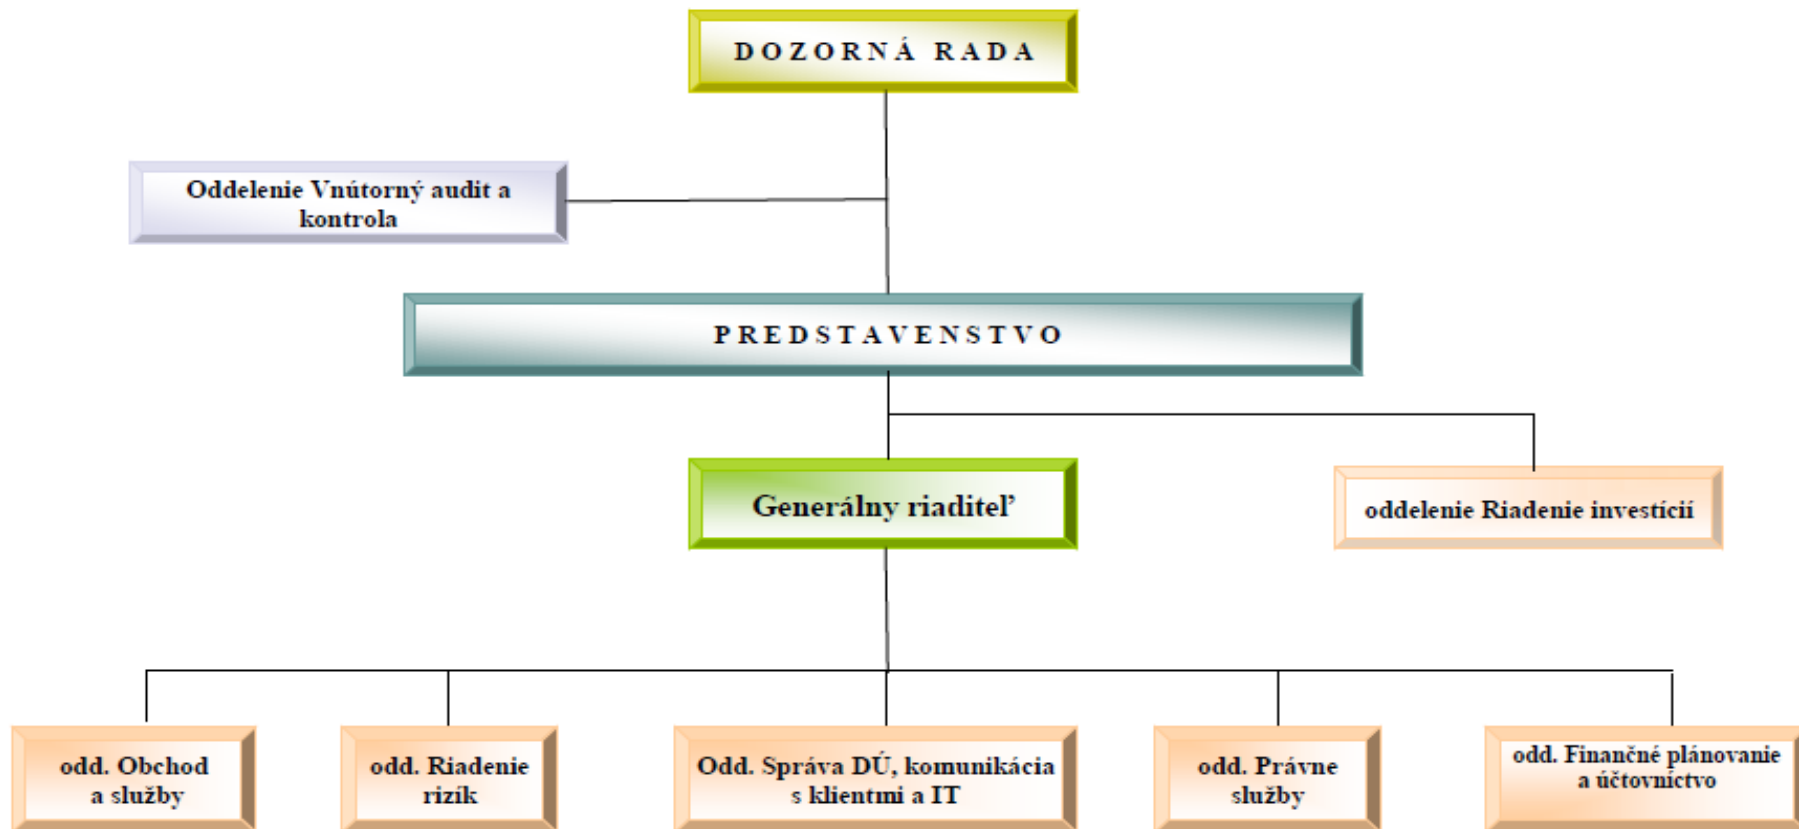 DOZORNÁ RADA
Oddelenie Vnútorný audit a
kontrola
PREDSTAVENSTVO
Generálny riaditeľ
oddelenie Riadenie investícií
odd. Obchod
a služby
odd. Riadenie
rizík
Odd. Správa DÚ, komunikácia
s klientmi a IT
odd. Právne
služby
odd. Finančné plánovanie
a účtovníctvo